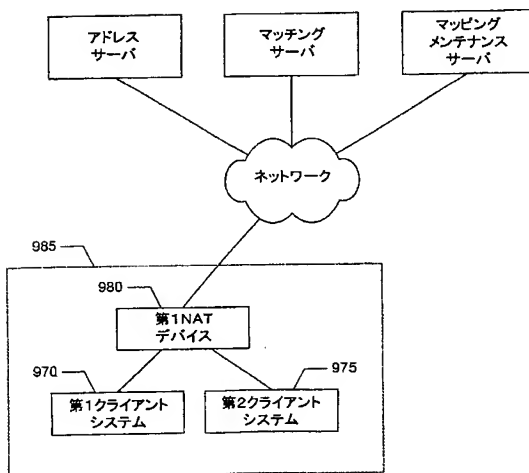 アドレス
サーバ
マッチング
サーバ
マッピング
メンテナンス
サーバ
ネットワーク
985
980
第1NAT
デバイス
970
975
第1クライアント
システム
第2クライアント
システム